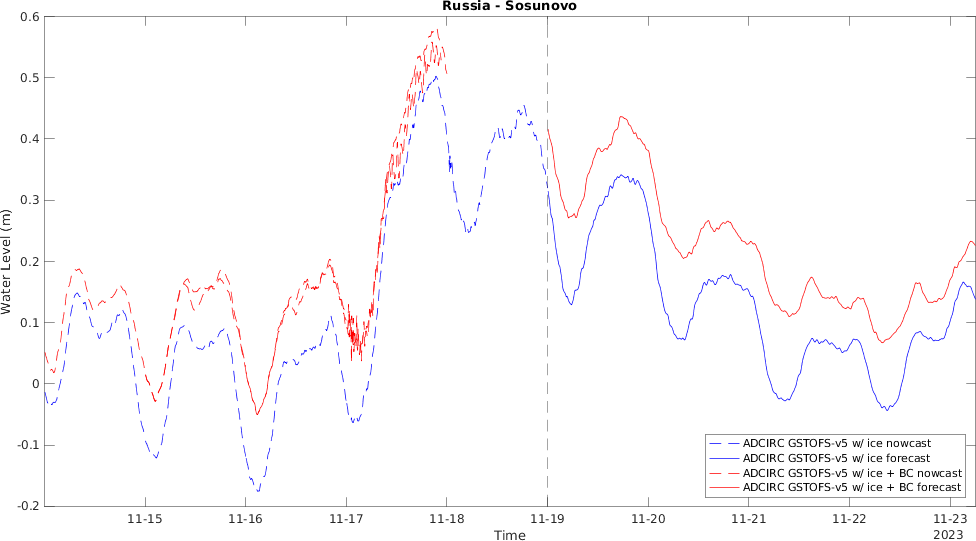 Russia - Sosunovo
0.6
0.5
0.4
0.3
0.2
0.1
0
-0.1
-0.2
Water Level (m)
ADCIRC GSTOFS-v5 w/ ice nowcast
ADCIRC GSTOFS-v5 w/ ice forecast
ADCIRC GSTOFS-v5 w/ ice + BC nowcast
ADCIRC GSTOFS-v5 w/ ice + BC forecast
11-15 11-16 11-17 11-18 11-19 11-20 11-21 11-22 11-23
Time 2023